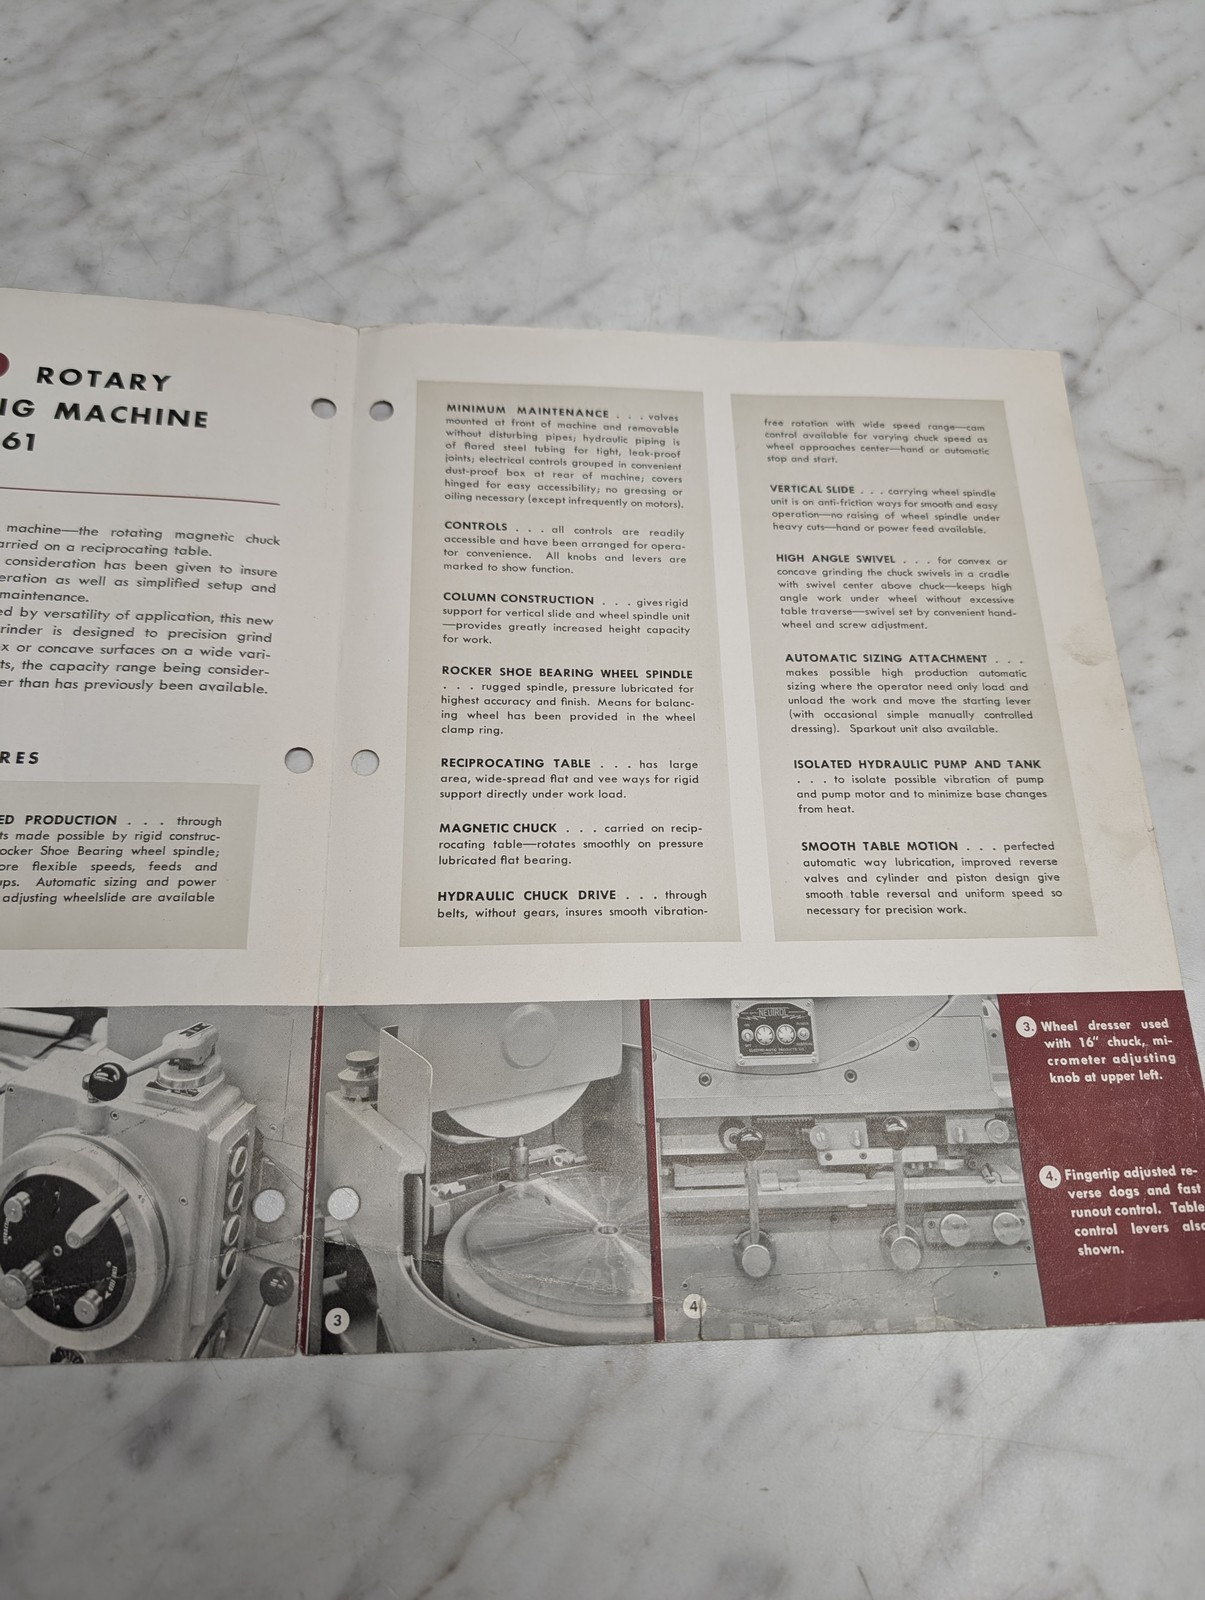 ROTARY
IG MACHINE
61
machine—the rotating magnetic chuck
arried on a reciprocating table.
consideration has been given to insure
eration as well as simplified setup and
maintenance.
ed by versatility of application, this new
rinder is designed to precision grind
x or concave surfaces on a wide vari-
ts, the capacity range being consider-
er than has previously been available.
RES
ED PRODUCTION . . . through
ts made possible by rigid construc-
ocker Shoe Bearing wheel spindle;
ore flexible speeds, feeds and
ups. Automatic sizing and power
adjusting wheelslide are available
MINIMUM MAINTENANCE . . . valves
mounted at front of machine and removable
without disturbing pipes; hydraulic piping is
of flared steel tubing for tight, leak-proof
joints; electrical controls grouped in convenient
dust-proof box at rear of machine; covers
hinged for easy accessibility; no greasing or
oiling necessary (except infrequently on motors).
CONTROLS . . . all controls are readily
accessible and have been arranged for opera-
tor convenience. All knobs and levers are
marked to show function.
COLUMN CONSTRUCTION . . . gives rigid
support for vertical slide and wheel spindle unit
—provides greatly increased height capacity
for work.
ROCKER SHOE BEARING WHEEL SPINDLE
. . . rugged spindle, pressure lubricated for
highest accuracy and finish. Means for balanc-
ing wheel has been provided in the wheel
clamp ring.
RECIPROCATING TABLE . . . has large
area, wide-spread flat and vee ways for rigid
support directly under work load.
MAGNETIC CHUCK . . . carried on recip-
rocating table—rotates smoothly on pressure
lubricated flat bearing.
HYDRAULIC CHUCK DRIVE . . . through
belts, without gears, insures smooth vibration-
free rotation with wide speed range—cam
control available for varying chuck speed as
wheel approaches center—hand or automatic
stop and start.
VERTICAL SLIDE . . . carrying wheel spindle
unit is on anti-friction ways for smooth and easy
operation—no raising of wheel spindle under
heavy cuts—hand or power feed available.
HIGH ANGLE SWIVEL . . . for convex or
concave grinding the chuck swivels in a cradle
with swivel center above chuck—keeps high
angle work under wheel without excessive
table traverse—swivel set by convenient hand-
wheel and screw adjustment.
AUTOMATIC SIZING ATTACHMENT . . .
makes possible high production automatic
sizing where the operator need only load and
unload the work and move the starting lever
(with occasional simple manually controlled
dressing). Sparkout unit also available.
ISOLATED HYDRAULIC PUMP AND TANK
. . . to isolate possible vibration of pump
and pump motor and to minimize base changes
from heat.
SMOOTH TABLE MOTION . . . perfected
automatic way lubrication, improved reverse
valves and cylinder and piston design give
smooth table reversal and uniform speed so
necessary for precision work.
NEUTROL
3
4
3. Wheel dresser used
with 16" chuck, mi-
crometer adjusting
knob at upper left.
4. Fingertip adjusted re-
verse dogs and fast
runout control. Table
control levers also
shown.